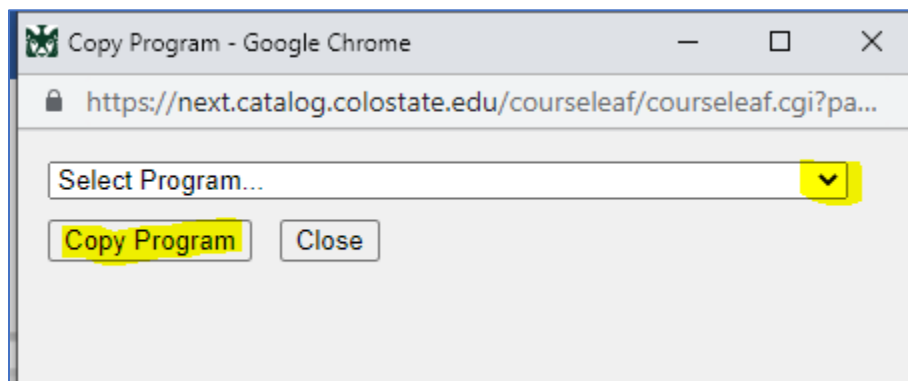 Copy Program - Google Chrome
https://next.catalog.colostate.edu/courseleaf/courseleaf.cgi?pa...
Select Program...
Copy Program Close